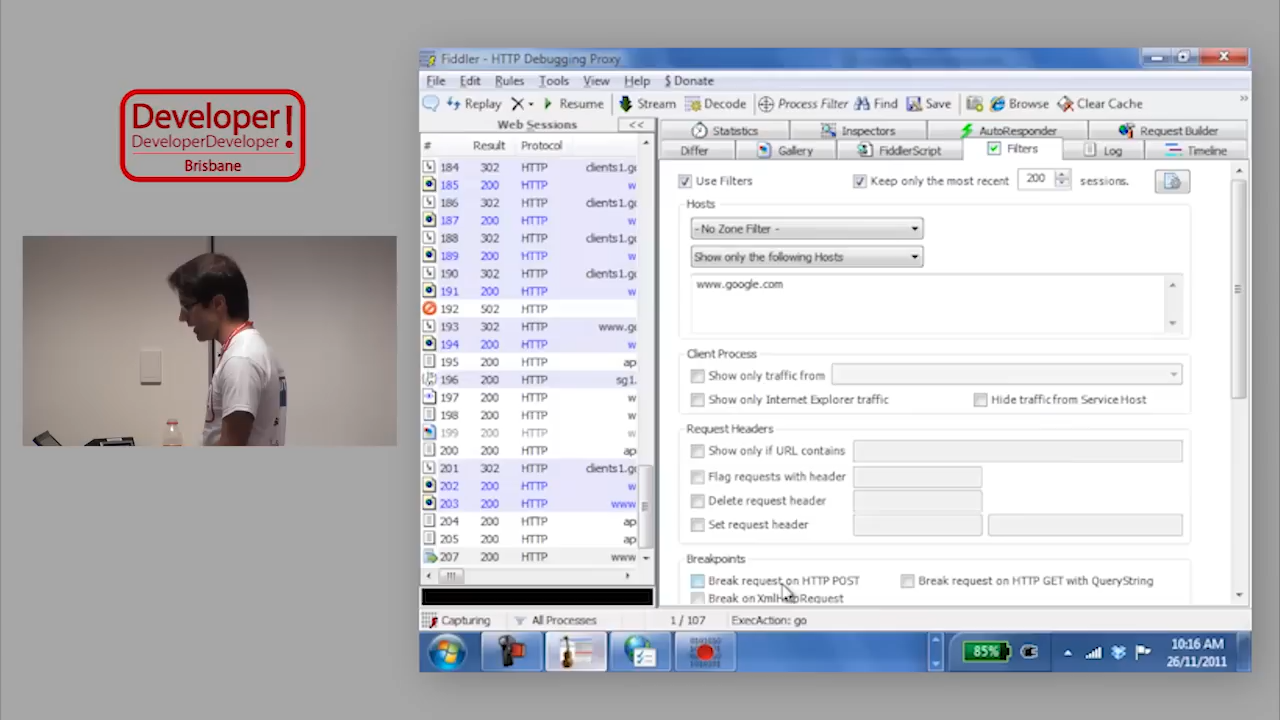 Developer!
DeveloperDeveloper
Brisbane
Fiddler - HTTP Debugging Proxy
File Edit Rules Tools View Help $ Donate
Replay Resume Stream Decode Process Filter Find Save Browse Clear Cache
Web Sessions <<
Statistics Inspectors AutoResponder Request Builder
Differ Gallery FiddlerScript Filters Log Timeline
# Result Protocol
184 302 HTTP clients1.go
185 200 HTTP w
186 302 HTTP clients1.go
187 200 HTTP w
188 302 HTTP clients1.go
189 200 HTTP w
190 302 HTTP clients1.go
191 200 HTTP w
192 502 HTTP
193 302 HTTP www.go
194 200 HTTP w
195 200 HTTP ap
196 200 HTTP sg1.
197 200 HTTP w
198 200 HTTP w
199 200 HTTP w
200 200 HTTP ap
201 302 HTTP clients1.go
202 200 HTTP w
203 200 HTTP www
204 200 HTTP ap
205 200 HTTP ap
207 200 HTTP www
Use Filters Keep only the most recent 200 sessions.
Hosts
- No Zone Filter -
Show only the following Hosts
www.google.com
Client Process
Show only traffic from
Show only Internet Explorer traffic Hide traffic from Service Host
Request Headers
Show only if URL contains
Flag requests with header
Delete request header
Set request header
Breakpoints
Break request on HTTP POST Break request on HTTP GET with QueryString
Break on XmlHttpRequest
Capturing All Processes 1 / 107 ExecAction: go
85% 10:16 AM
26/11/2011